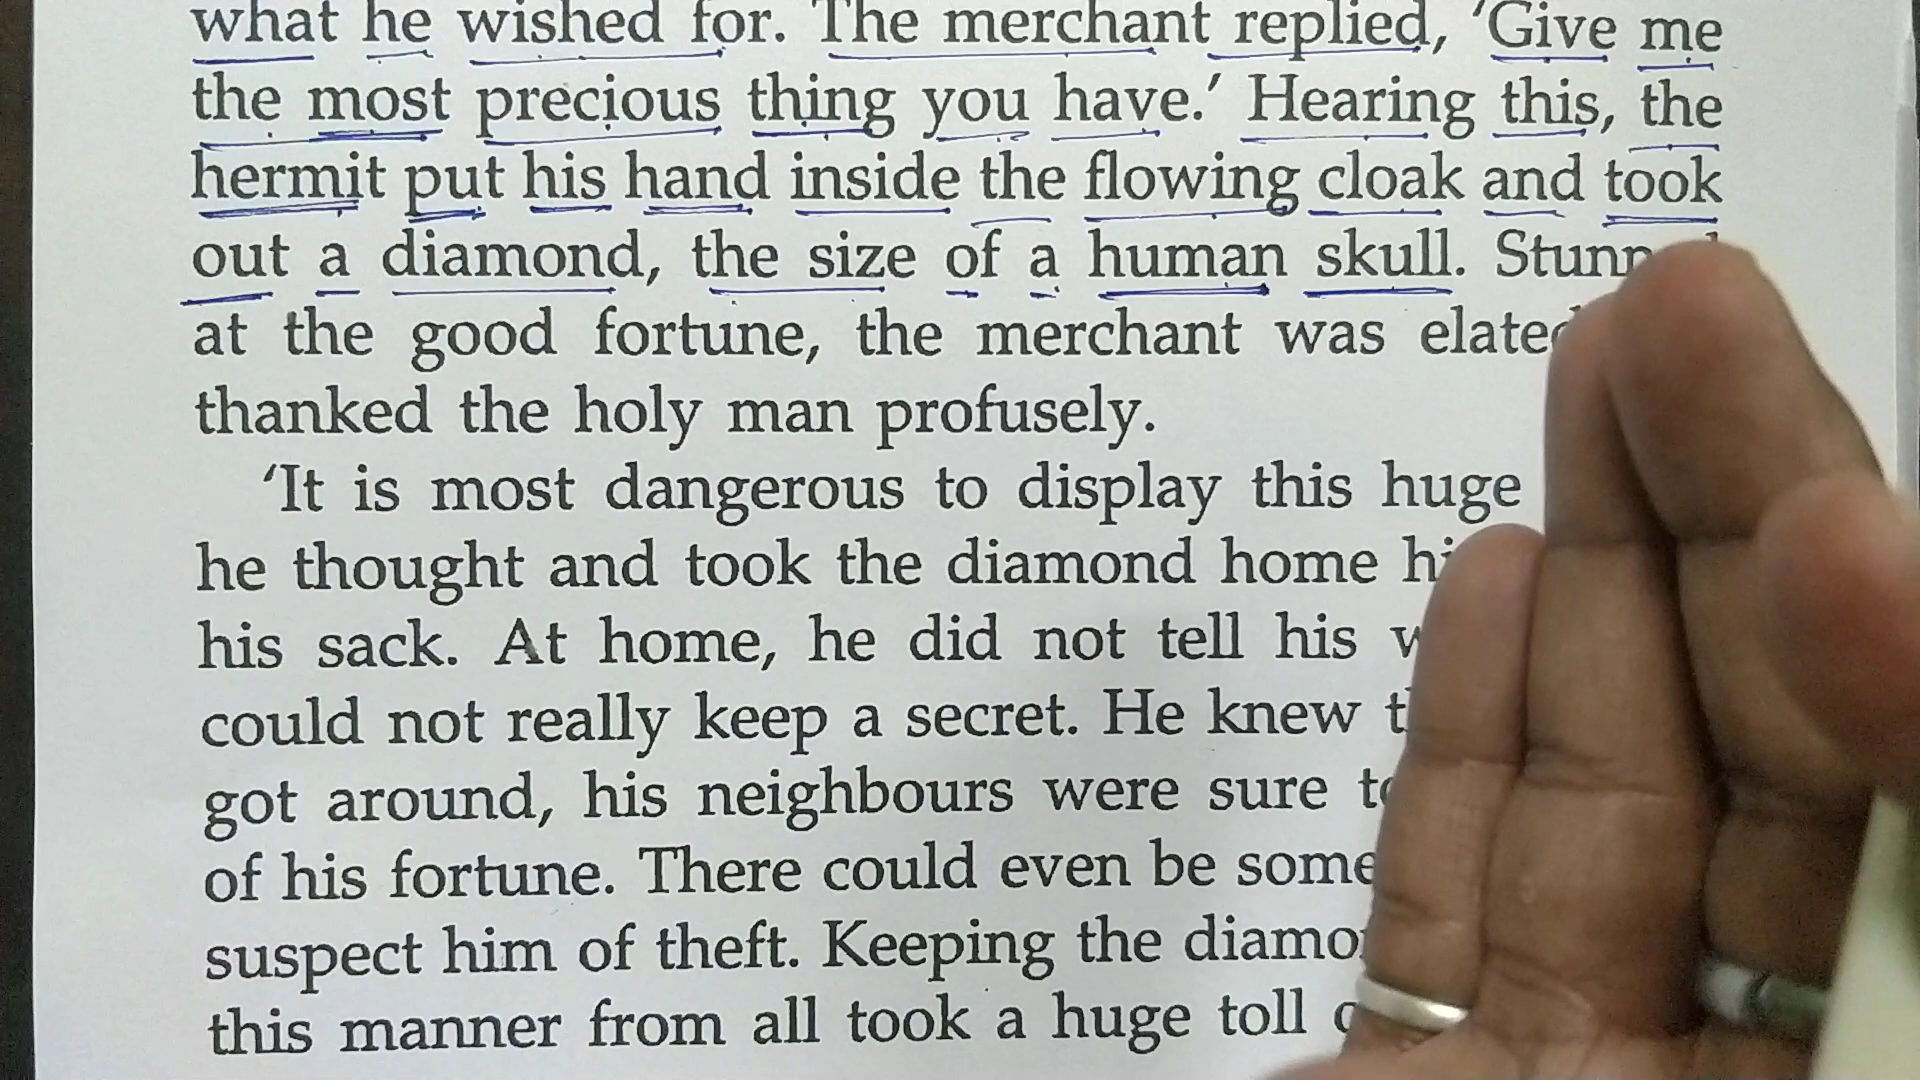 what he wished for. The merchant replied, ‘Give me
the most precious thing you have.’ Hearing this, the
hermit put his hand inside the flowing cloak and took
out a diamond, the size of a human skull.
at the good fortune, the merchant was
thanked the holy man profusely.
‘It is most dangerous to display this huge
he thought and took the diamond home
his sack. At home, he did not tell his
could not really keep a secret. He knew
got around, his neighbours were sure
of his fortune. There could even be
suspect him of theft. Keeping the
this manner from all took a huge toll